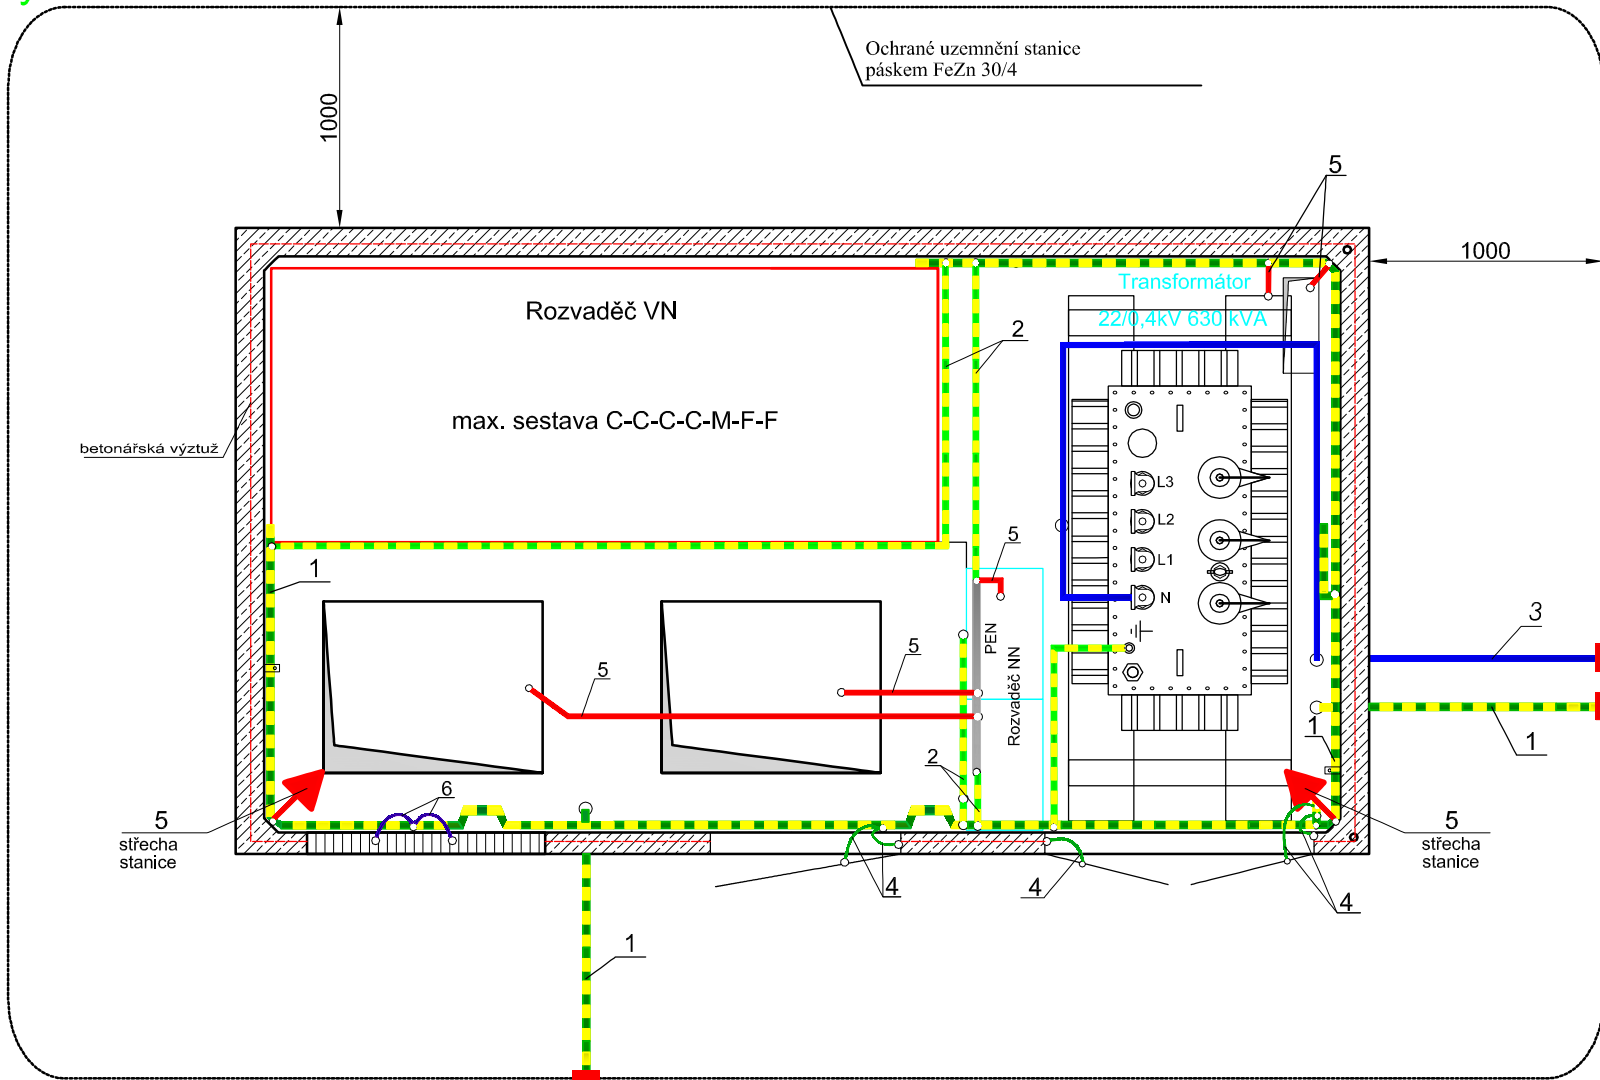 Ochrané uzemnění stanice
páskem FeZn 30/4
1000
5
1000
Transformátor
22/0,4kV 630 kVA
Rozvaděč VN
2
max. sestava C-C-C-C-M-F-F
betonářská výztuž
L3
L2
L1
N
5
1
3
PEN
Rozvaděč NN
5
5
1
1
2
6
5
střecha
stanice
5
střecha
stanice
4
4
4
1